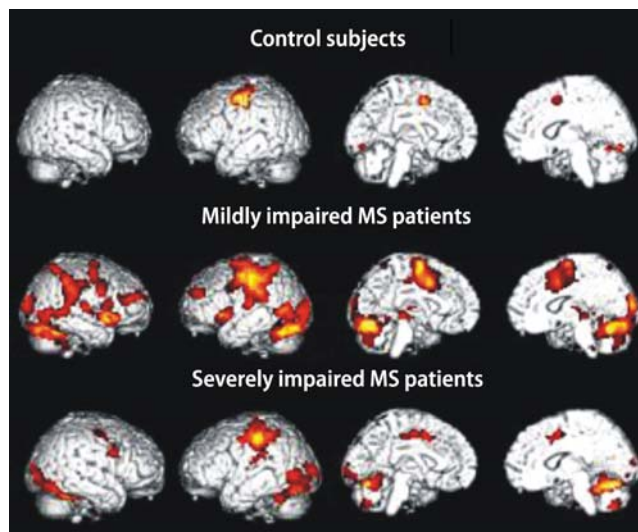 Control subjects
Mildly impaired MS patients
Severely impaired MS patients